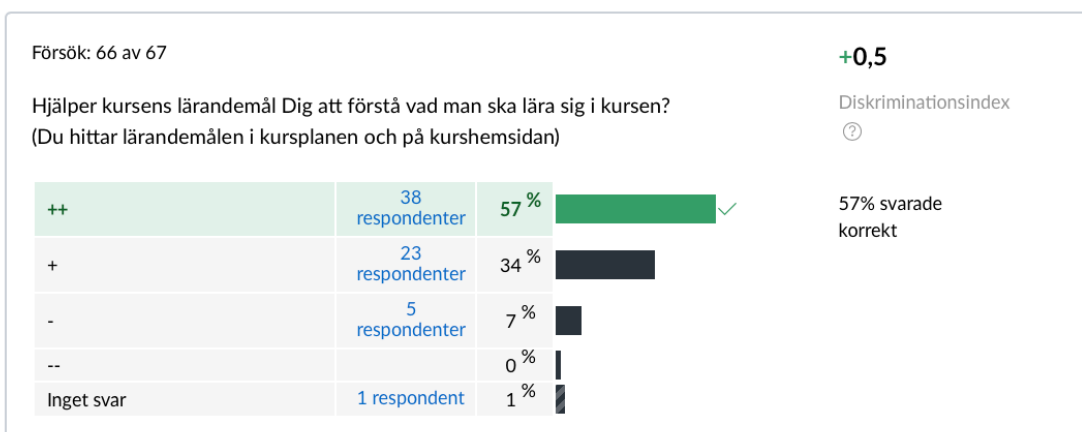 Försök: 66 av 67
+0,5
Hjälper kursens lärandemål Dig att förstå vad man ska lära sig i kursen?
(Du hittar lärandemålen i kursplanen och på kurshemsidan)
Diskriminationsindex
?
++ 38 respondenter 57 %
+ 23 respondenter 34 %
- 5 respondenter 7 %
-- 0 %
Inget svar 1 respondent 1 %
57% svarade
korrekt